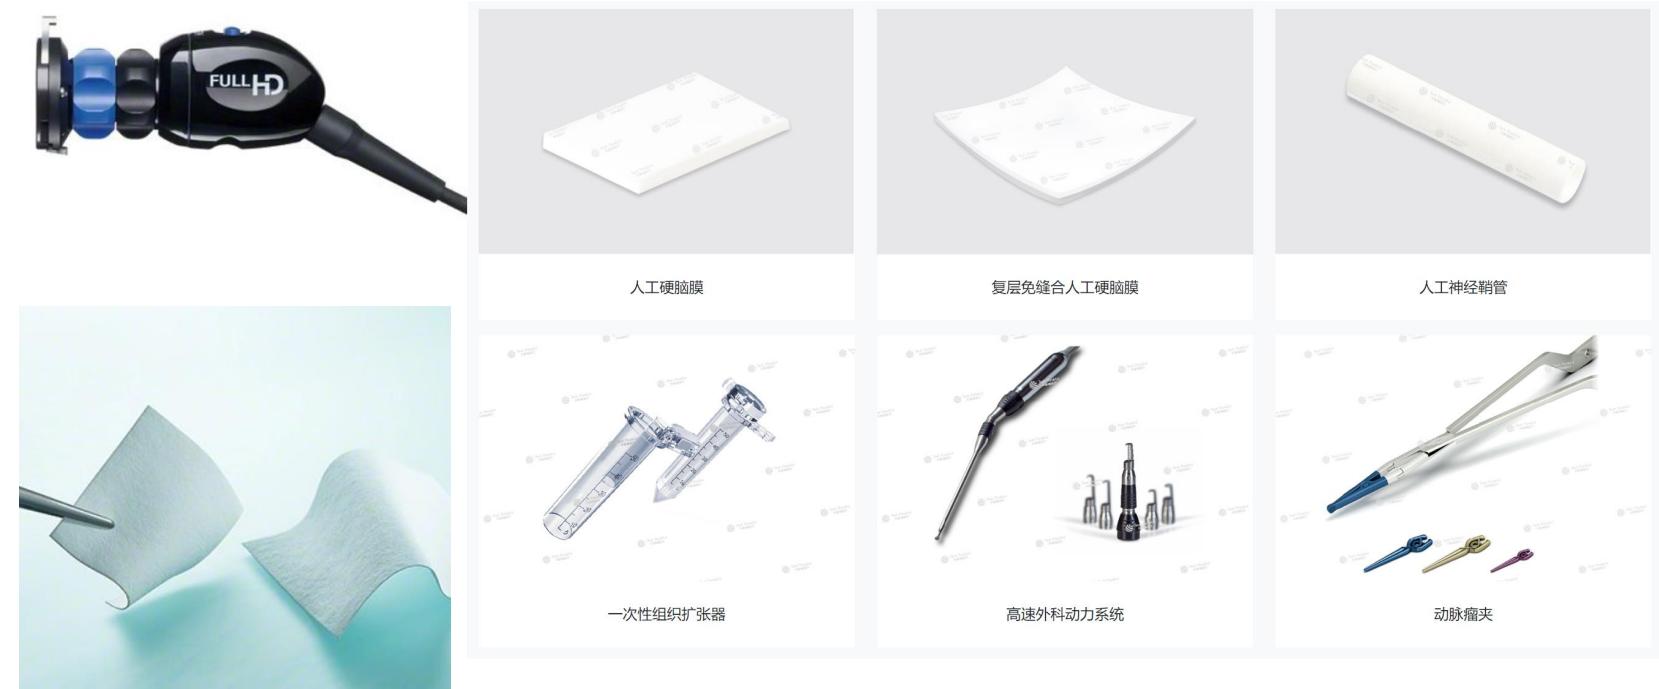 FULL HD
人工硬脑膜
复层免缝合人工硬脑膜
人工神经鞘管
一次性组织扩张器
高速外科动力系统
动脉瘤夹